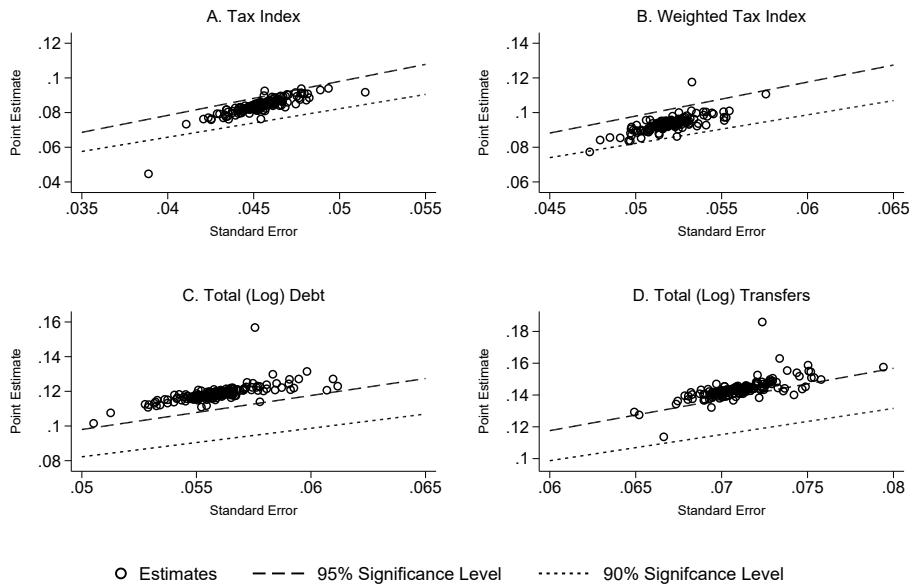 A. Tax Index
Point Estimate
.12
.1
.08
.06
.04
.035 .04 .045 .05 .055
Standard Error
B. Weighted Tax Index
Point Estimate
.14
.12
.1
.08
.06
.045 .05 .055 .06 .065
Standard Error
C. Total (Log) Debt
Point Estimate
.16
.14
.12
.1
.08
.05 .055 .06 .065
Standard Error
D. Total (Log) Transfers
Point Estimate
.18
.16
.14
.12
.1
.06 .065 .07 .075 .08
Standard Error
Estimates 95% Signifcance Level 90% Significance Level